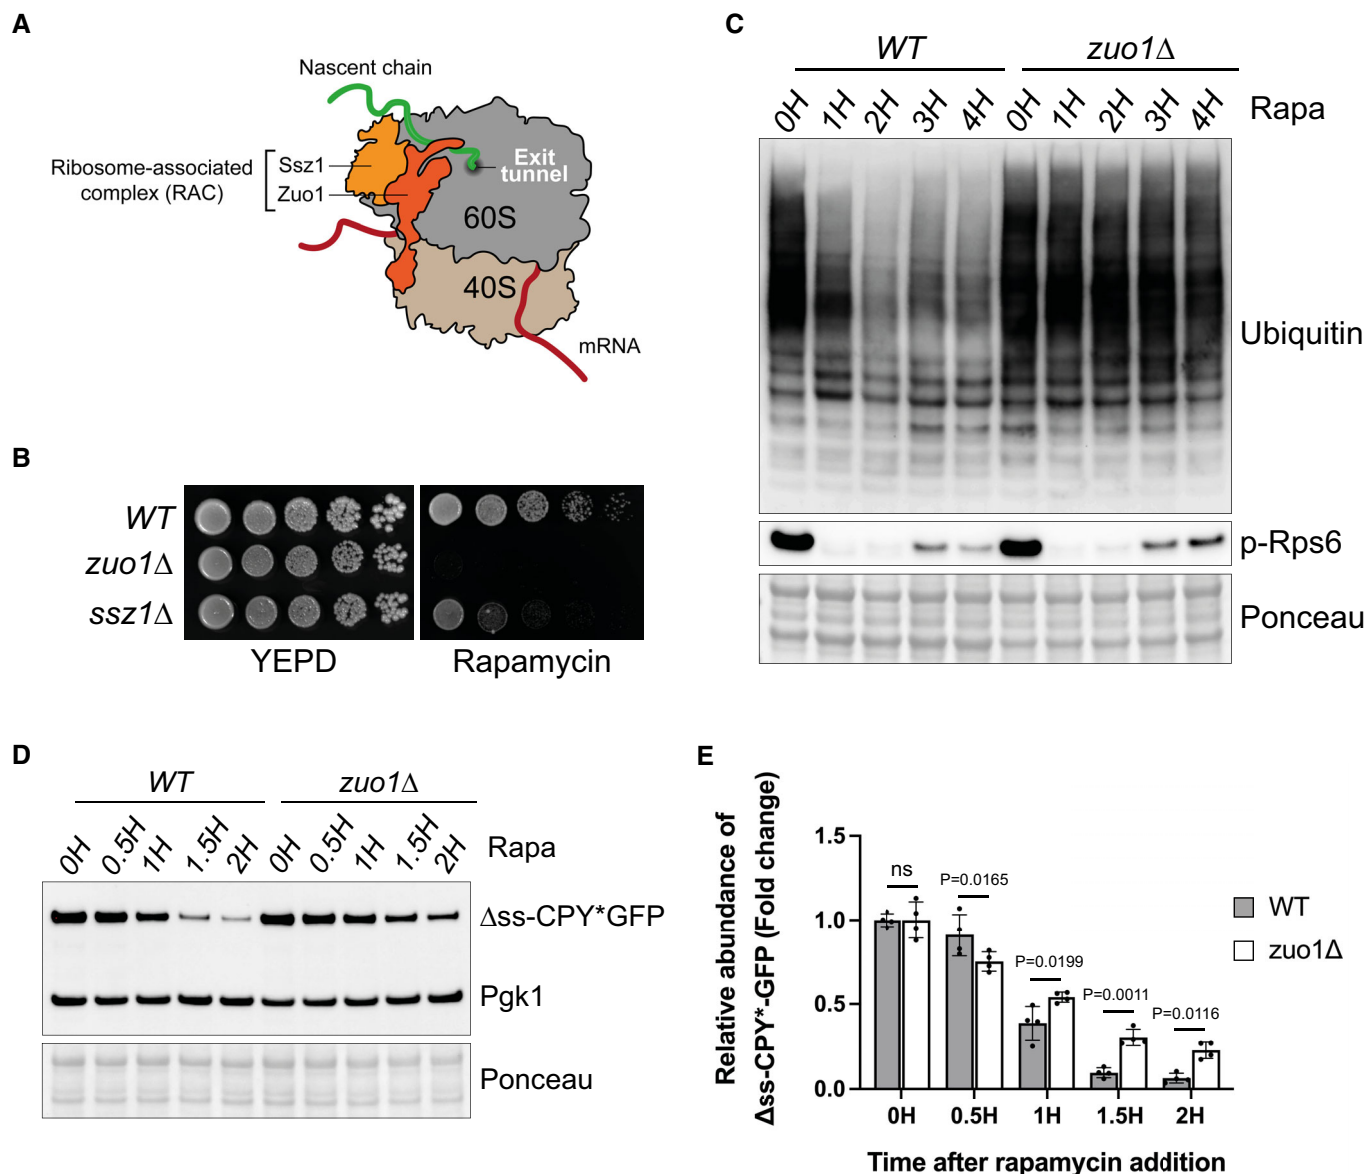 A
Nascent chain
Ribosome-associated
complex (RAC)
Ssz1
Zuo1
Exit
tunnel
60S
40S
mRNA
B
WT
zuo1Δ
ssz1Δ
YEPD
Rapamycin
C
WT
zuo1Δ
0H 1H 2H 3H 4H 0H 1H 2H 3H 4H
Rapa
Ubiquitin
p-Rps6
Ponceau
D
WT
zuo1Δ
0H 0.5H 1H 1.5H 2H 0H 0.5H 1H 1.5H 2H
Rapa
Δss-CPY*GFP
Pgk1
Ponceau
E
Relative abundance of
Δss-CPY*-GFP (Fold change)
1.5
1.0
0.5
0.0
ns
P=0.0165
P=0.0199
P=0.0011
P=0.0116
WT
zuo1Δ
0H 0.5H 1H 1.5H 2H
Time after rapamycin addition